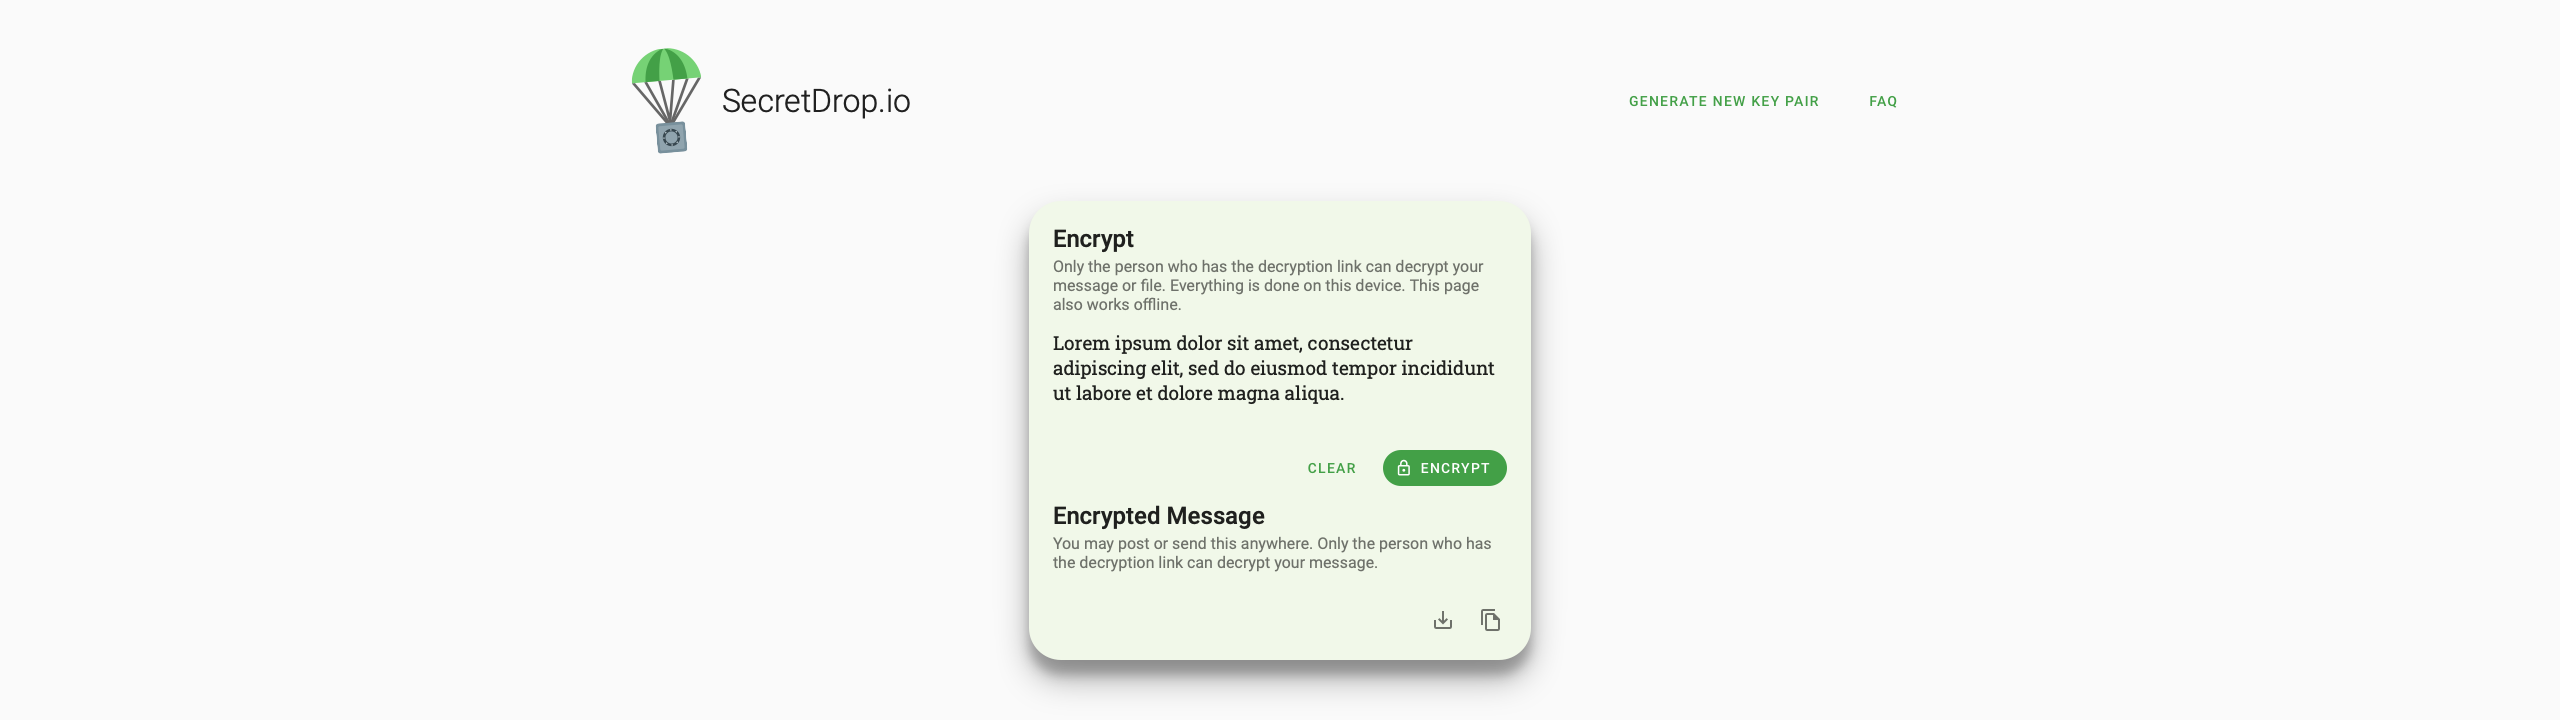 SecretDrop.io
GENERATE NEW KEY PAIR
FAQ
Encrypt
Only the person who has the decryption link can decrypt your
message or file. Everything is done on this device. This page
also works offline.
Lorem ipsum dolor sit amet, consectetur
adipiscing elit, sed do eiusmod tempor incididunt
ut labore et dolore magna aliqua.
CLEAR
ENCRYPT
Encrypted Message
You may post or send this anywhere. Only the person who has
the decryption link can decrypt your message.